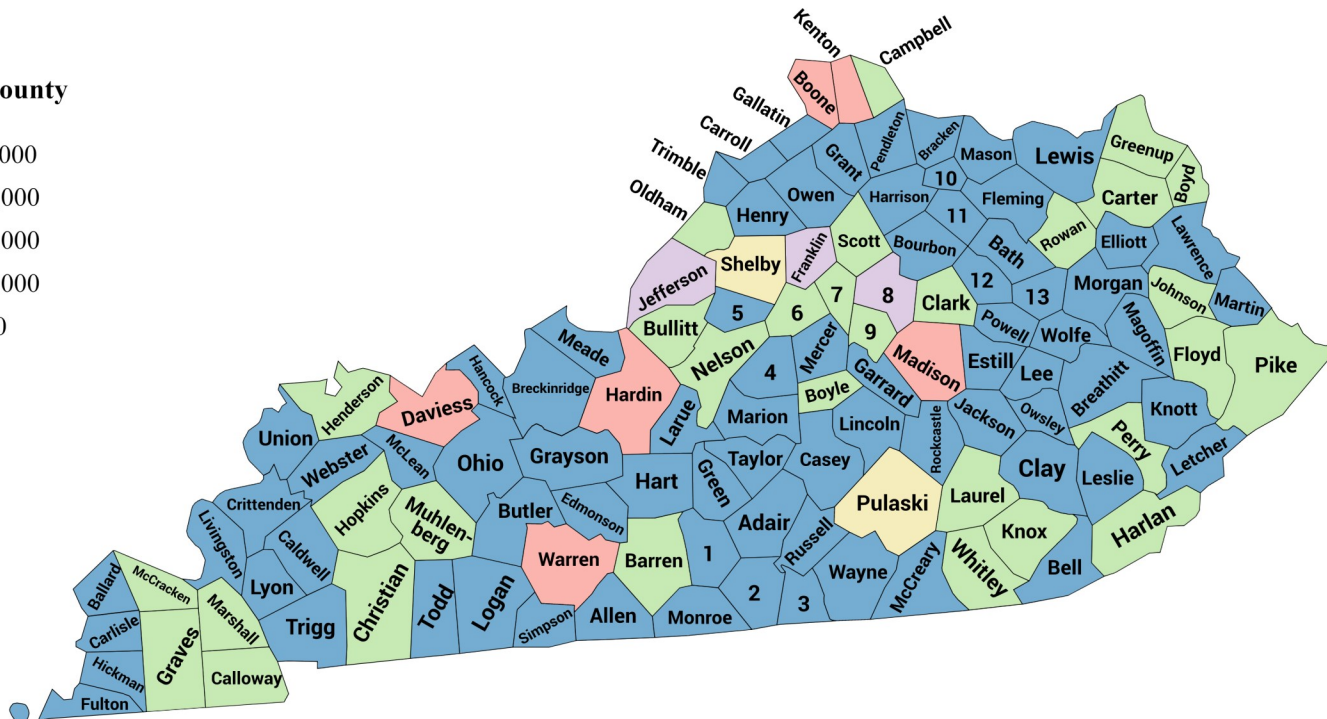 ounty
000
,000
,000
,000
0
Kenton
Campbell
Boone
Gallatin
Carroll
Trimble
Oldham
Grant
Pendleton
Bracken
Mason
Lewis
Greenup
Boyd
Carter
10
Owen
Harrison
Fleming
Henry
11
Rowan
Elliott
Lawrence
Shelby
Franklin
Scott
Bourbon
Bath
Jefferson
12
13
Morgan
Johnson
Martin
5
6
7
8
Clark
Bullitt
9
Powell
Wolfe
Magoffin
Meade
Nelson
Mercer
Madison
Estill
Lee
Floyd
Pike
Hancock
Breckinridge
Hardin
4
Boyle
Garrard
Breathitt
Knott
Henderson
Daviess
Larue
Marion
Lincoln
Rockcastle
Jackson
Owsley
Union
Webster
McLean
Ohio
Grayson
Hart
Green
Taylor
Casey
Clay
Leslie
Perry
Letcher
Crittenden
Hopkins
Muhlen-
berg
Butler
Edmonson
Adair
Russell
Pulaski
Laurel
Knox
Harlan
Livingston
Caldwell
Lyon
Warren
Barren
1
Wayne
McCreary
Whitley
Bell
Ballard
McCracken
Marshall
Christian
Todd
Logan
Simpson
Allen
Monroe
2
3
Carlisle
Graves
Trigg
Hickman
Calloway
Fulton